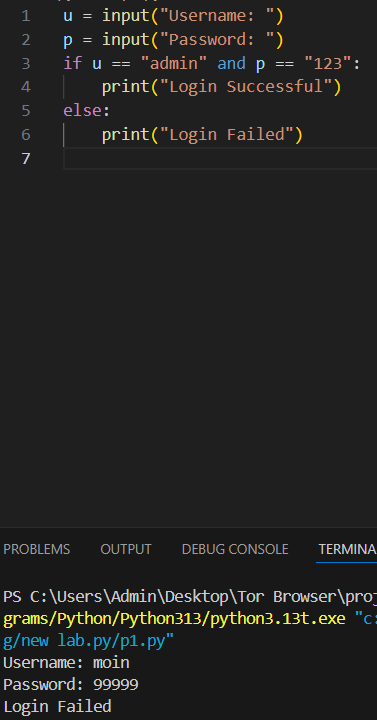 1 u = input("Username: ")
2 p = input("Password: ")
3 if u == "admin" and p == "123":
4     print("Login Successful")
5 else:
6     print("Login Failed")
7
PROBLEMS OUTPUT DEBUG CONSOLE TERMINA
PS C:\Users\Admin\Desktop\Tor Browser\proj
grams/Python/Python313/python3.13t.exe "c:
g/new lab.py/p1.py"
Username: moin
Password: 99999
Login Failed